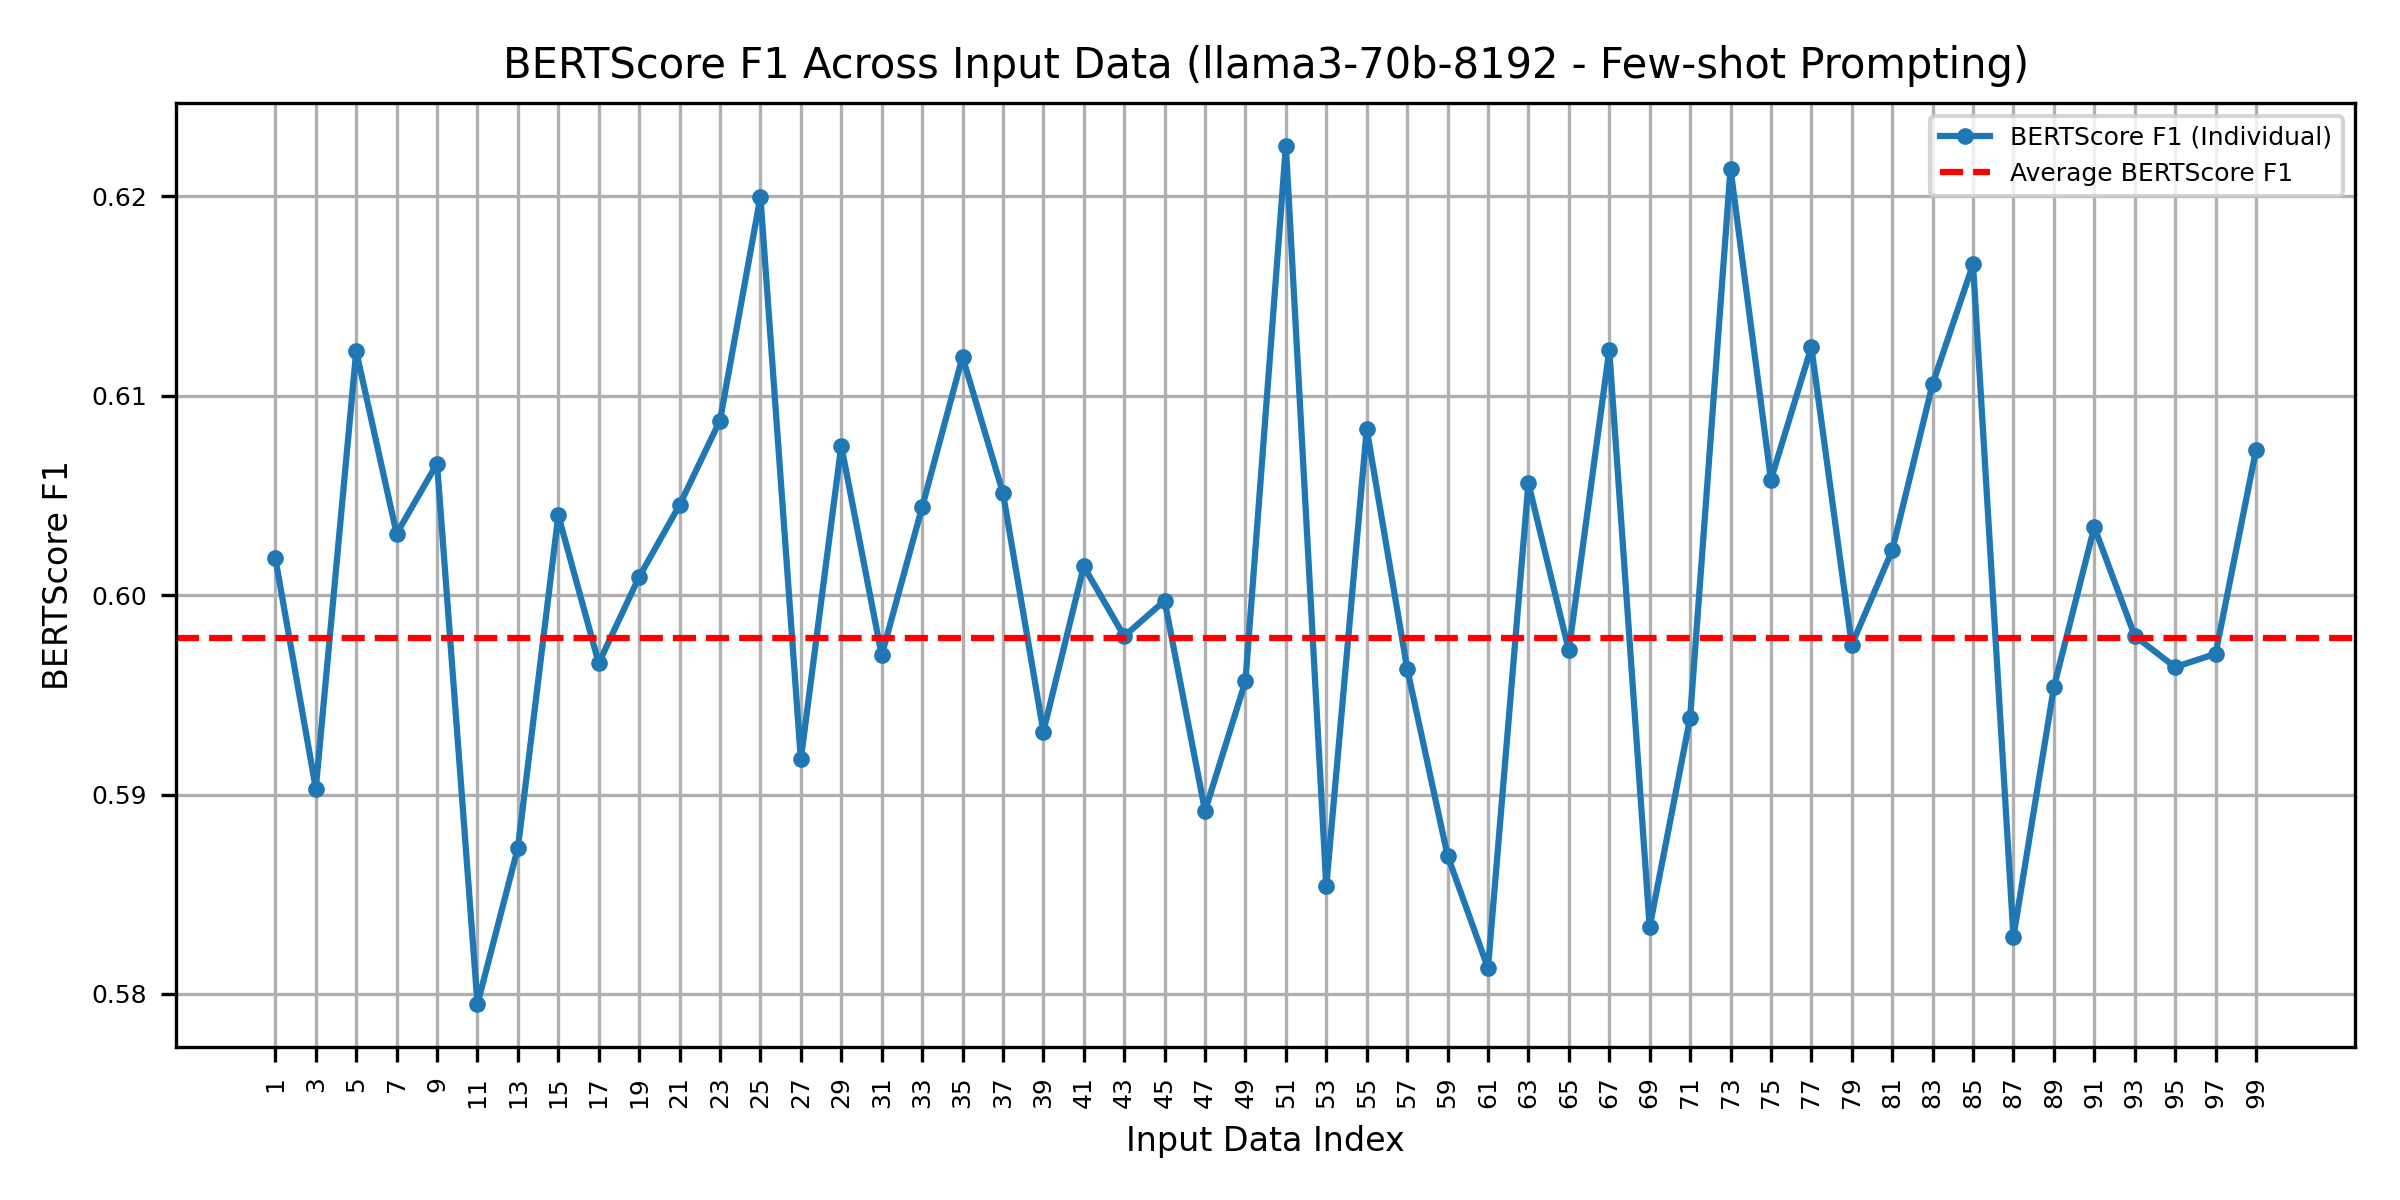 BERTScore F1 Across Input Data (llama3-70b-8192 - Few-shot Prompting)
BERTScore F1 (Individual)
Average BERTScore F1
BERTScore F1
0.62
0.61
0.60
0.59
0.58
1 3 5 7 9 11 13 15 17 19 21 23 25 27 29 31 33 35 37 39 41 43 45 47 49 51 53 55 57 59 61 63 65 67 69 71 73 75 77 79 81 83 85 87 89 91 93 95 97 99
Input Data Index